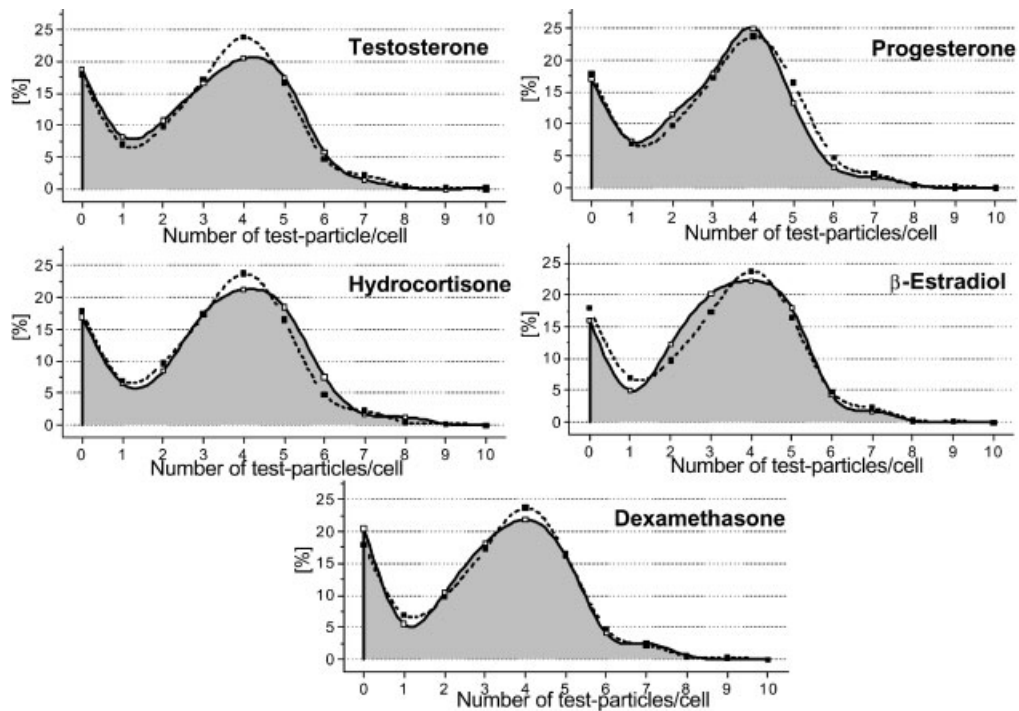 Testosterone
[%]
25
20
15
10
5
0
0 1 2 3 4 5 6 7 8 9 10
Number of test-particle/cell
Progesterone
[%]
25
20
15
10
5
0
0 1 2 3 4 5 6 7 8 9 10
Number of test-particles/cell
Hydrocortisone
[%]
25
20
15
10
5
0
0 1 2 3 4 5 6 7 8 9 10
Number of test-particles/cell
β-Estradiol
[%]
25
20
15
10
5
0
0 1 2 3 4 5 6 7 8 9 10
Number of test-particles/cell
Dexamethasone
[%]
25
20
15
10
5
0
0 1 2 3 4 5 6 7 8 9 10
Number of test-particles/cell